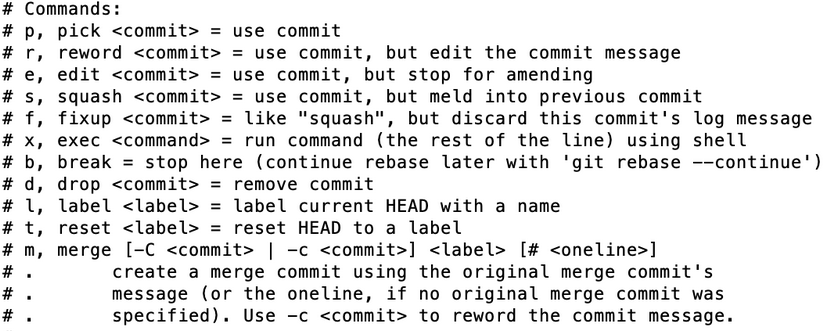 # Commands:
# p, pick <commit> = use commit
# r, reword <commit> = use commit, but edit the commit message
# e, edit <commit> = use commit, but stop for amending
# s, squash <commit> = use commit, but meld into previous commit
# f, fixup <commit> = like "squash", but discard this commit's log message
# x, exec <command> = run command (the rest of the line) using shell
# b, break = stop here (continue rebase later with 'git rebase --continue')
# d, drop <commit> = remove commit
# l, label <label> = label current HEAD with a name
# t, reset <label> = reset HEAD to a label
# m, merge [-C <commit> | -c <commit>] <label> [# <oneline>]
# .       create a merge commit using the original merge commit's
# .       message (or the oneline, if no original merge commit was
# .       specified). Use -c <commit> to reword the commit message.